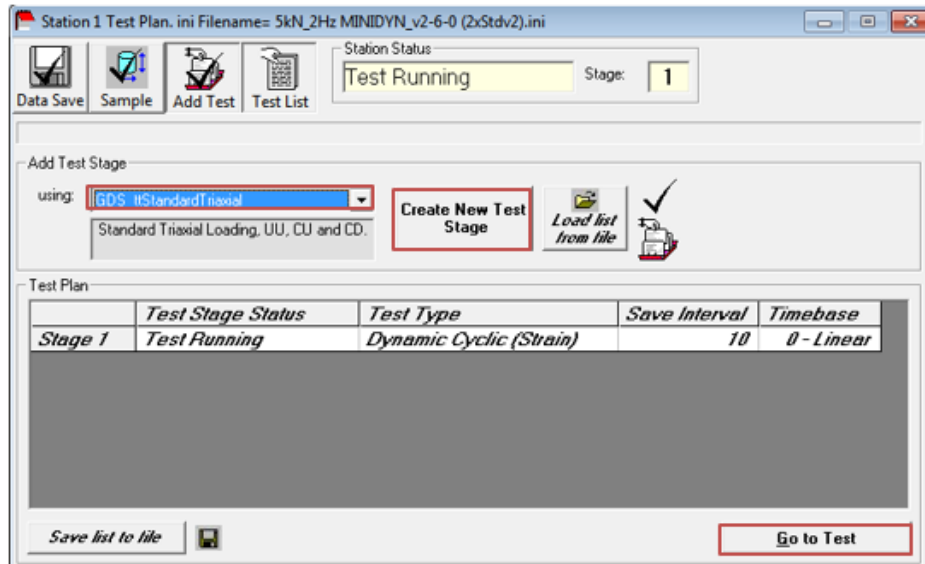 Station 1 Test Plan. ini Filename= 5kN_2Hz MINIDYN_v2-6-0 (2xStdv2).ini
Station Status
Test Running
Stage:
1
Data Save
Sample
Add Test
Test List
Add Test Stage
using:
GDS_ttStandardTriaxial
Standard Triaxial Loading, UU, CU and CD.
Create New Test
Stage
Load list
from file
Test Plan
Test Stage Status Test Type Save Interval Timebase
Stage 1 Test Running Dynamic Cyclic (Strain) 10 0 - Linear
Save list to file
Go to Test